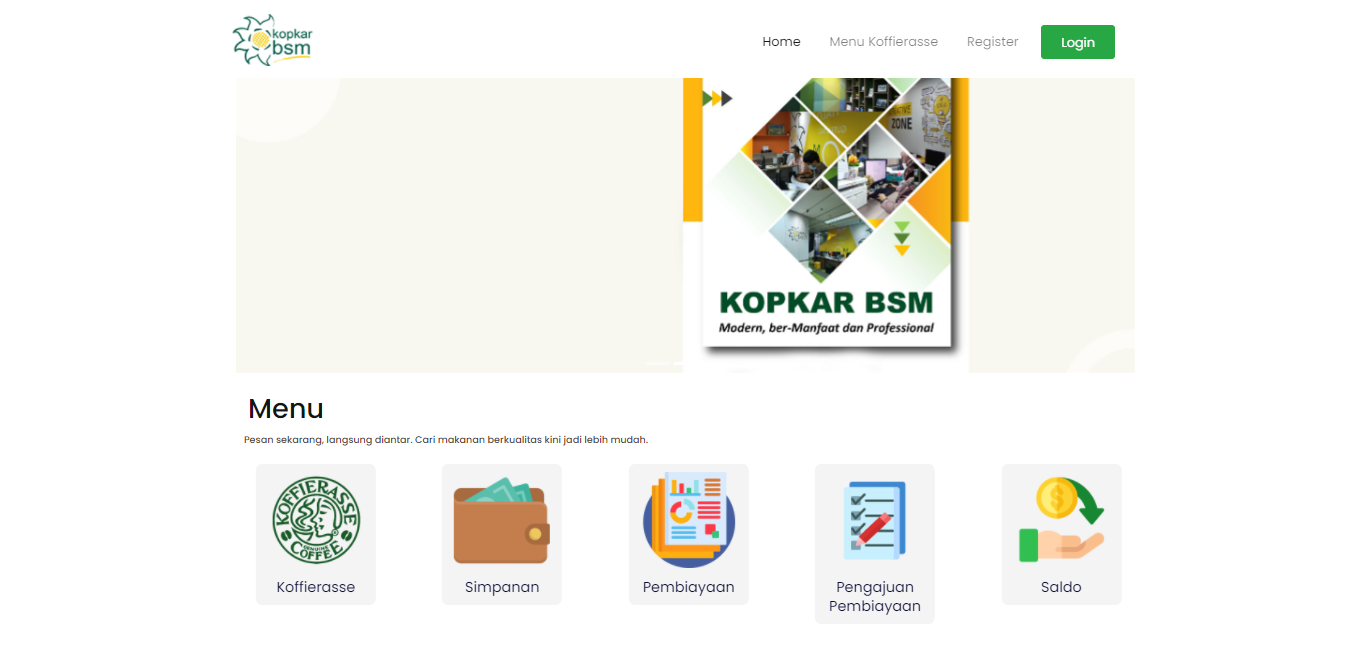 kopkar
bsm
Home
Menu Koffierasse
Register
Login
ZONE
KOPKAR BSM
Modern, ber-Manfaat dan Professional
Menu
Pesan sekarang, langsung diantar. Cari makanan berkualitas kini jadi lebih mudah.
KOFFIERASSE
GENUINE
COFFEE
Koffierasse
Simpanan
Pembiayaan
Pengajuan
Pembiayaan
Saldo